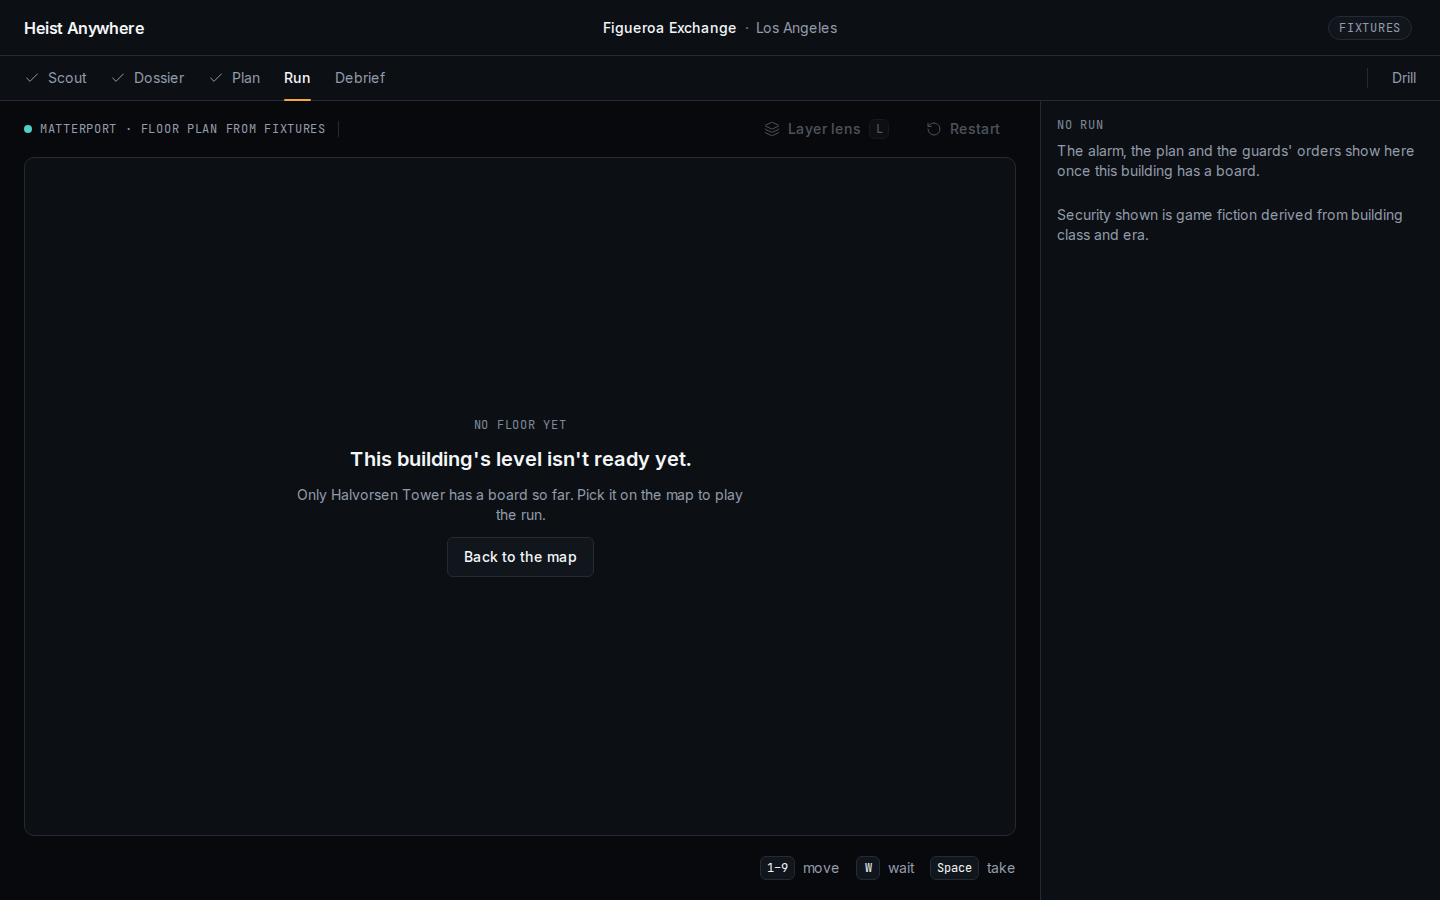 Heist Anywhere
Figueroa Exchange · Los Angeles
FIXTURES
Scout
Dossier
Plan
Run
Debrief
Drill
MATTERPORT · FLOOR PLAN FROM FIXTURES
Layer lens L
Restart
NO FLOOR YET
This building's level isn't ready yet.
Only Halvorsen Tower has a board so far. Pick it on the map to play
the run.
Back to the map
1–9 move
W wait
Space take
NO RUN
The alarm, the plan and the guards' orders show here
once this building has a board.
Security shown is game fiction derived from building
class and era.